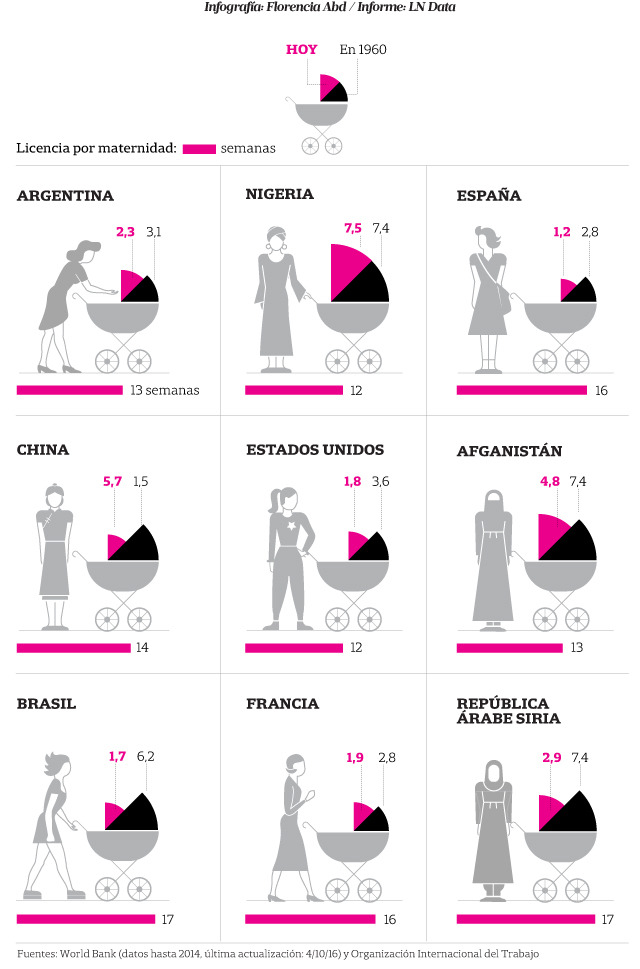 Infografía: Florencia Abd / Informe: LN Data
HOY
En 1960
Licencia por maternidad:
semanas
ARGENTINA
2,3
3,1
13 semanas
NIGERIA
7,5
7,4
12
ESPAÑA
1,2
2,8
16
CHINA
5,7
1,5
14
ESTADOS UNIDOS
1,8
3,6
12
AFGANISTÁN
4,8
7,4
13
BRASIL
1,7
6,2
17
FRANCIA
1,9
2,8
16
REPÚBLICA
ÁRABE SIRIA
2,9
7,4
17
Fuentes: World Bank (datos hasta 2014, última actualización: 4/10/16) y Organización Internacional del Trabajo